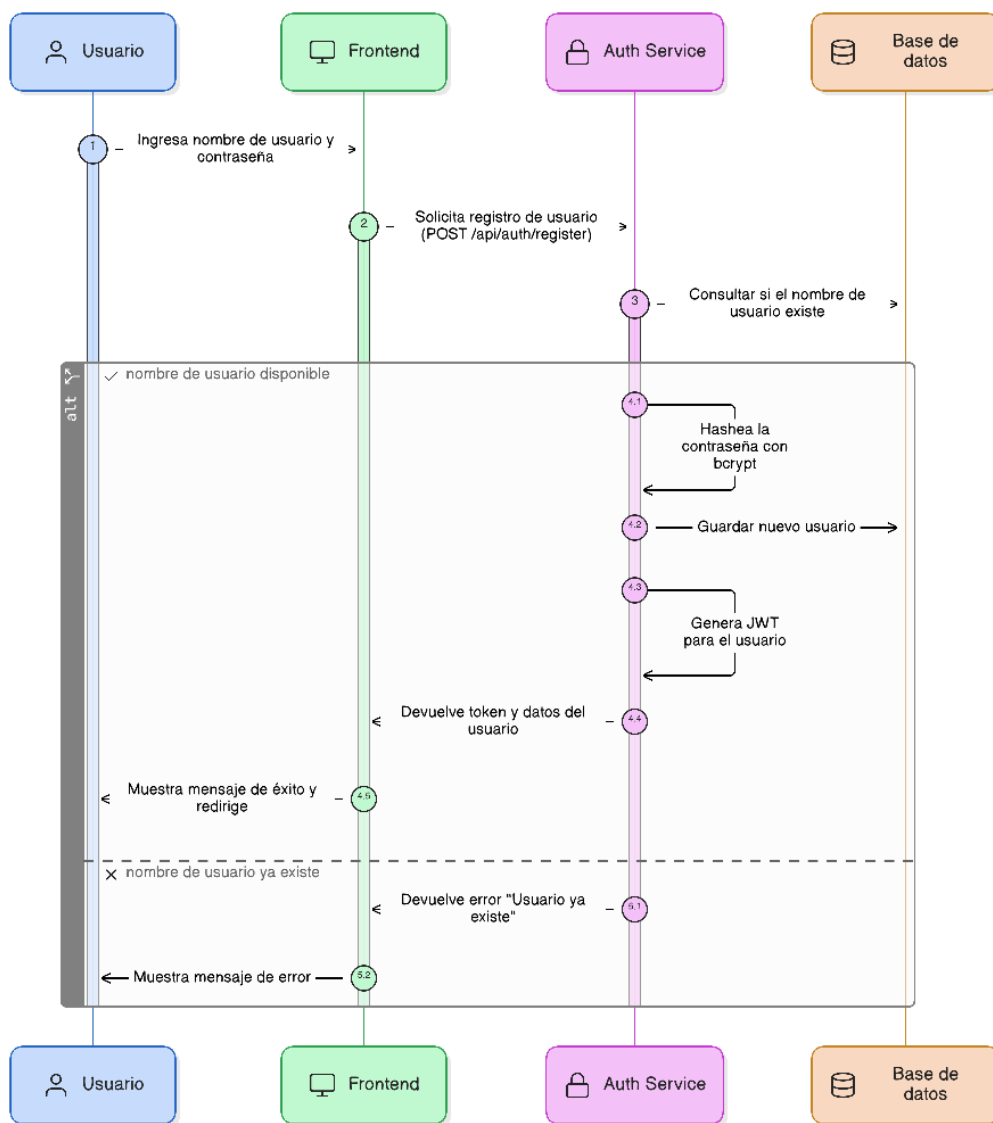 Usuario
Frontend
Auth Service
Base de
datos
1
Ingresa nombre de usuario y
contraseña
2
Solicita registro de usuario
(POST /api/auth/register)
3
Consultar si el nombre de
usuario existe
alt
nombre de usuario disponible
4.1
Hashea la
contraseña con
bcrypt
4.2
Guardar nuevo usuario
4.3
Genera JWT
para el usuario
4.4
Devuelve token y datos del
usuario
4.5
Muestra mensaje de éxito y
redirige
nombre de usuario ya existe
5.1
Devuelve error "Usuario ya
existe"
5.2
Muestra mensaje de error
Usuario
Frontend
Auth Service
Base de
datos